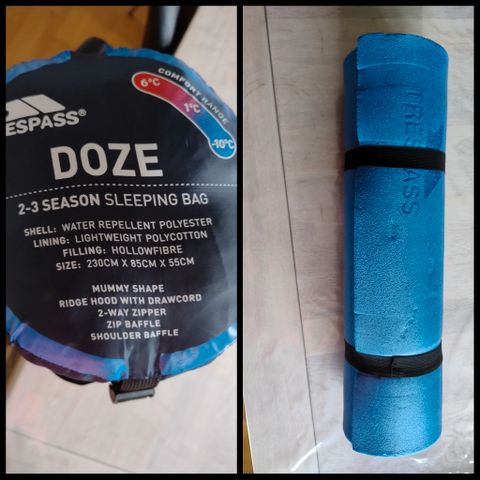 COMFORT RANGE
6°C
1°C
-10°C
RESPASS®
DOZE
2-3 SEASON SLEEPING BAG
SHELL: WATER REPELLENT POLYESTER
LINING: LIGHTWEIGHT POLYCOTTON
FILLING: HOLLOWFIBRE
SIZE: 230CM X 85CM X 55CM
MUMMY SHAPE
RIDGE HOOD WITH DRAWCORD
2-WAY ZIPPER
ZIP BAFFLE
SHOULDER BAFFLE
TRESPASS